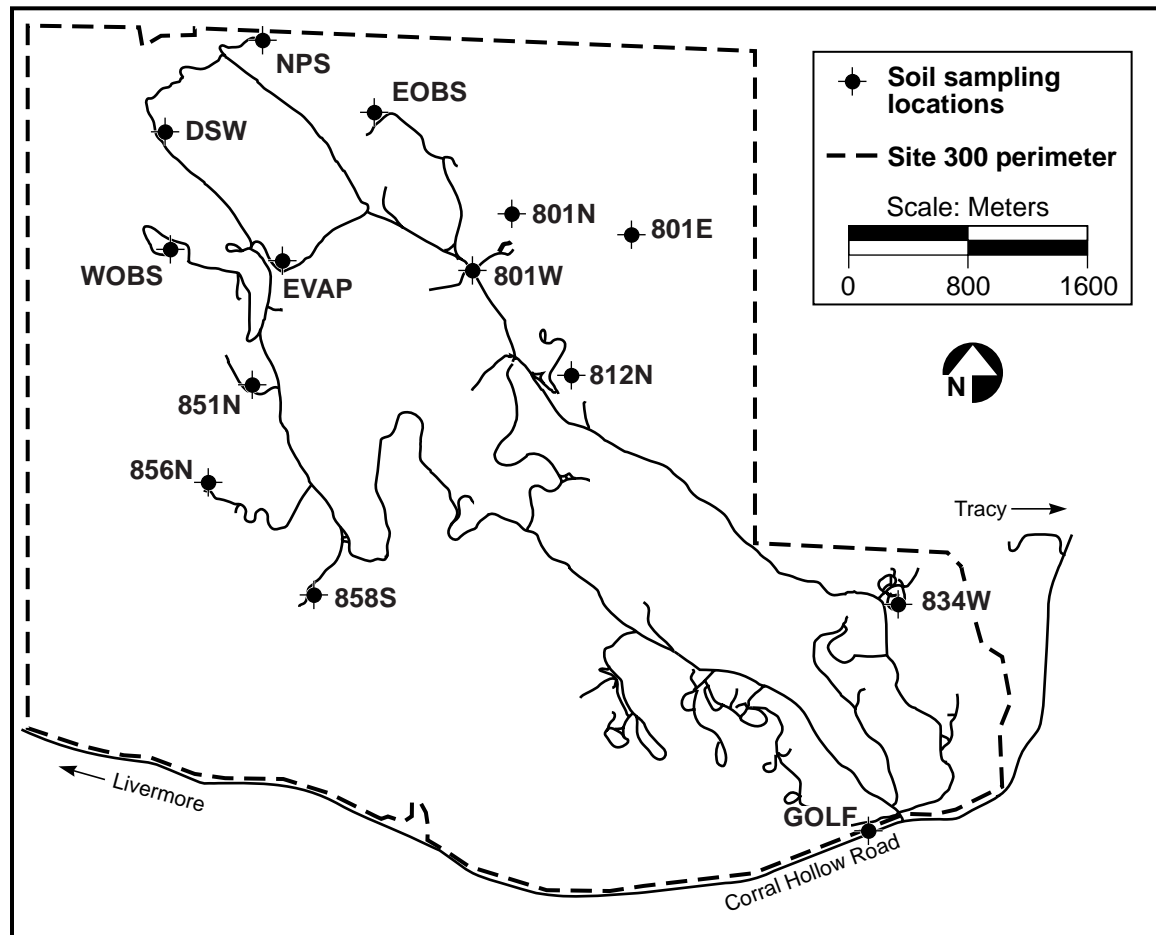 NPS
EOBS
DSW
801N
801E
WOBS
EVAP
801W
812N
851N
856N
858S
834W
GOLF
Soil sampling
locations
Site 300 perimeter
Scale: Meters
0 800 1600
N
Tracy
Livermore
Corral Hollow Road